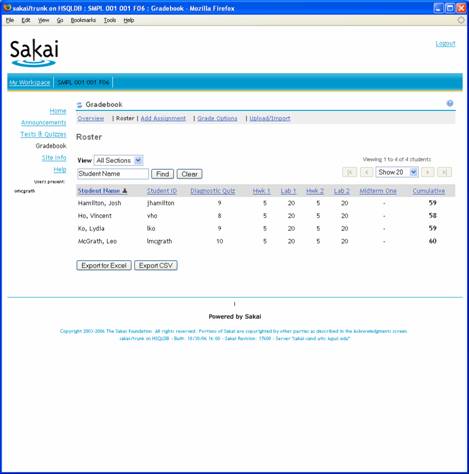 sakai/trunk on HSQLDB : SMPL 001 001 F06 : Gradebook - Mozilla Firefox
File Edit View Go Bookmarks Tools Help
Sakai
Logout
My Workspace SMPL 001 001 F06
Gradebook
Home
Announcements
Tests & Quizzes
Gradebook
Site Info
Help
Users present:
omcgrath
Overview | Roster | Add Assignment | Grade Options | Upload/Import
Roster
View All Sections
Viewing 1 to 4 of 4 students
Student Name Find Clear
|< < Show 20 > >|
Student Name Student ID Diagnostic Quiz Hwk 1 Lab 1 Hwk 2 Lab 2 Midterm One Cumulative
Hamilton, Josh jhamilton 9 5 20 5 20 - 59
Ho, Vincent vho 8 5 20 5 20 - 58
Ko, Lydia lko 9 5 20 5 20 - 59
McGrath, Leo lmcgrath 10 5 20 5 20 - 60
Export for Excel Export CSV
|
Powered by Sakai
Copyright 2003-2006 The Sakai Foundation. All rights reserved. Portions of Sakai are copyrighted by other parties as described in the Acknowledgments screen.
sakai/trunk on HSQLDB - Built: 10/30/06 16:00 - Sakai Revision: